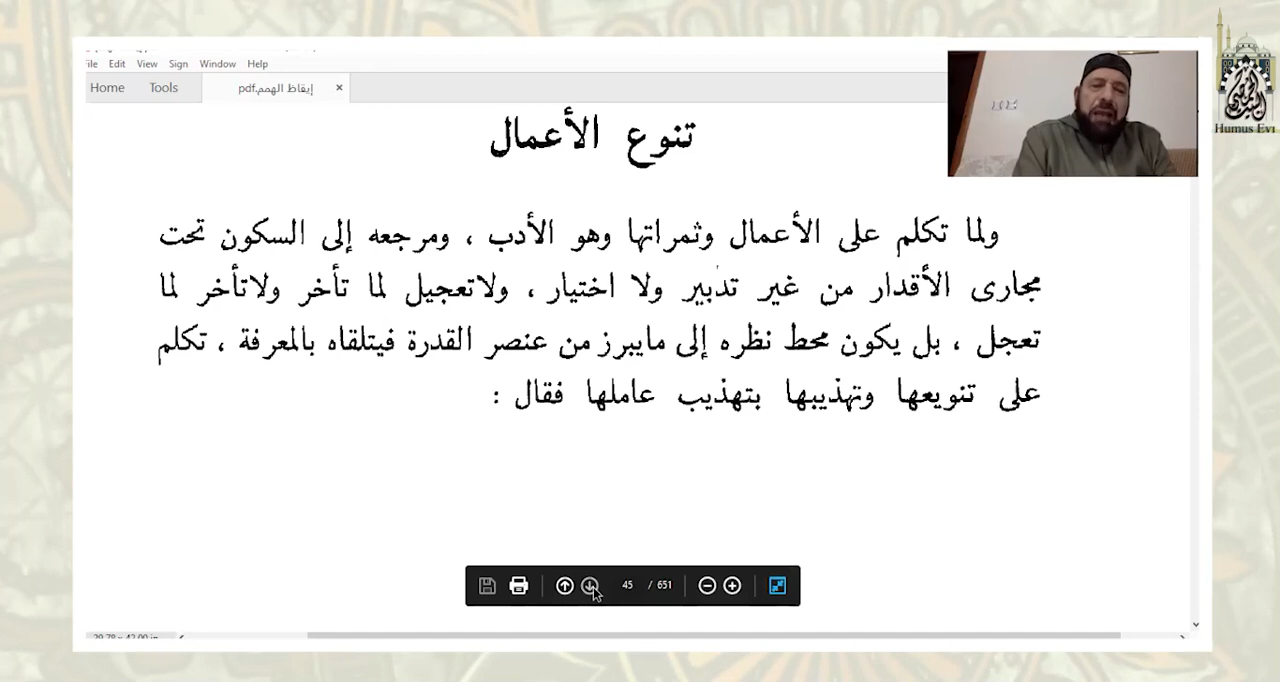 File Edit View Sign Window Help
Home Tools إيقاظ الهمم.pdf
تنوع الأعمال
ولما تكلم على الأعمال وثمراتها وهو الأدب ، ومرجعه إلى السكون تحت
مجارى الأقدار من غير تدبير ولا اختيار ، ولاتعجيل لما تأخر ولاتأخر لما
تعجل ، بل يكون محط نظره إلى مايبرز من عنصر القدرة فيتلقاه بالمعرفة ، تكلم
على تنويعها وتهذيبها بتهذيب عاملها فقال :
45 / 651
Humus Evi